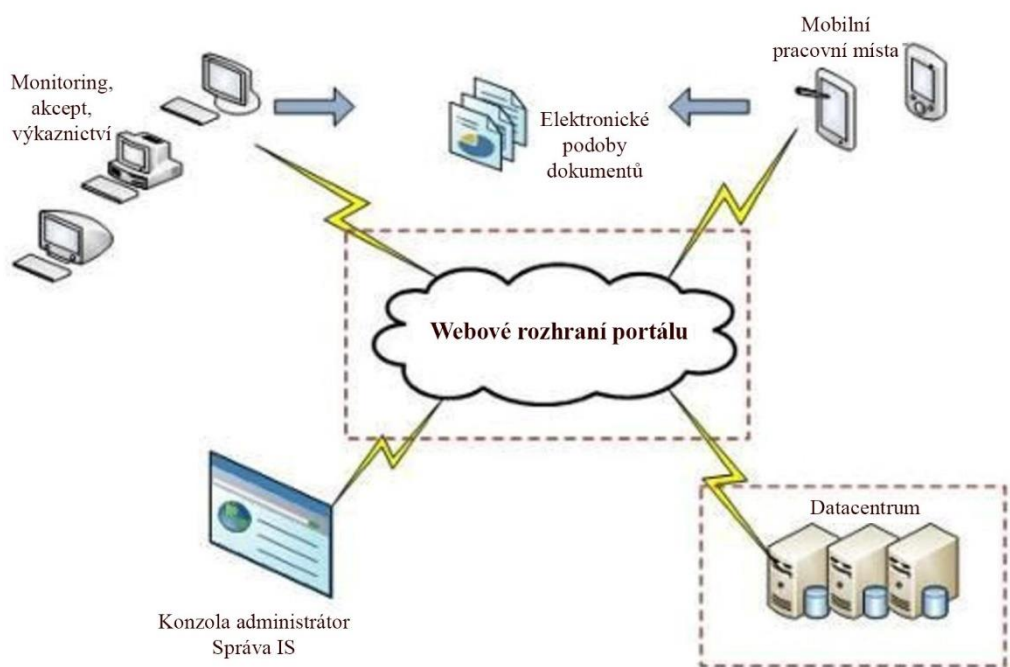 Monitoring,
akcept,
výkaznictví
Mobilní
pracovní místa
Elektronické
podoby
dokumentů
Webové rozhraní portálu
Datacentrum
Konzola administrátor
Správa IS